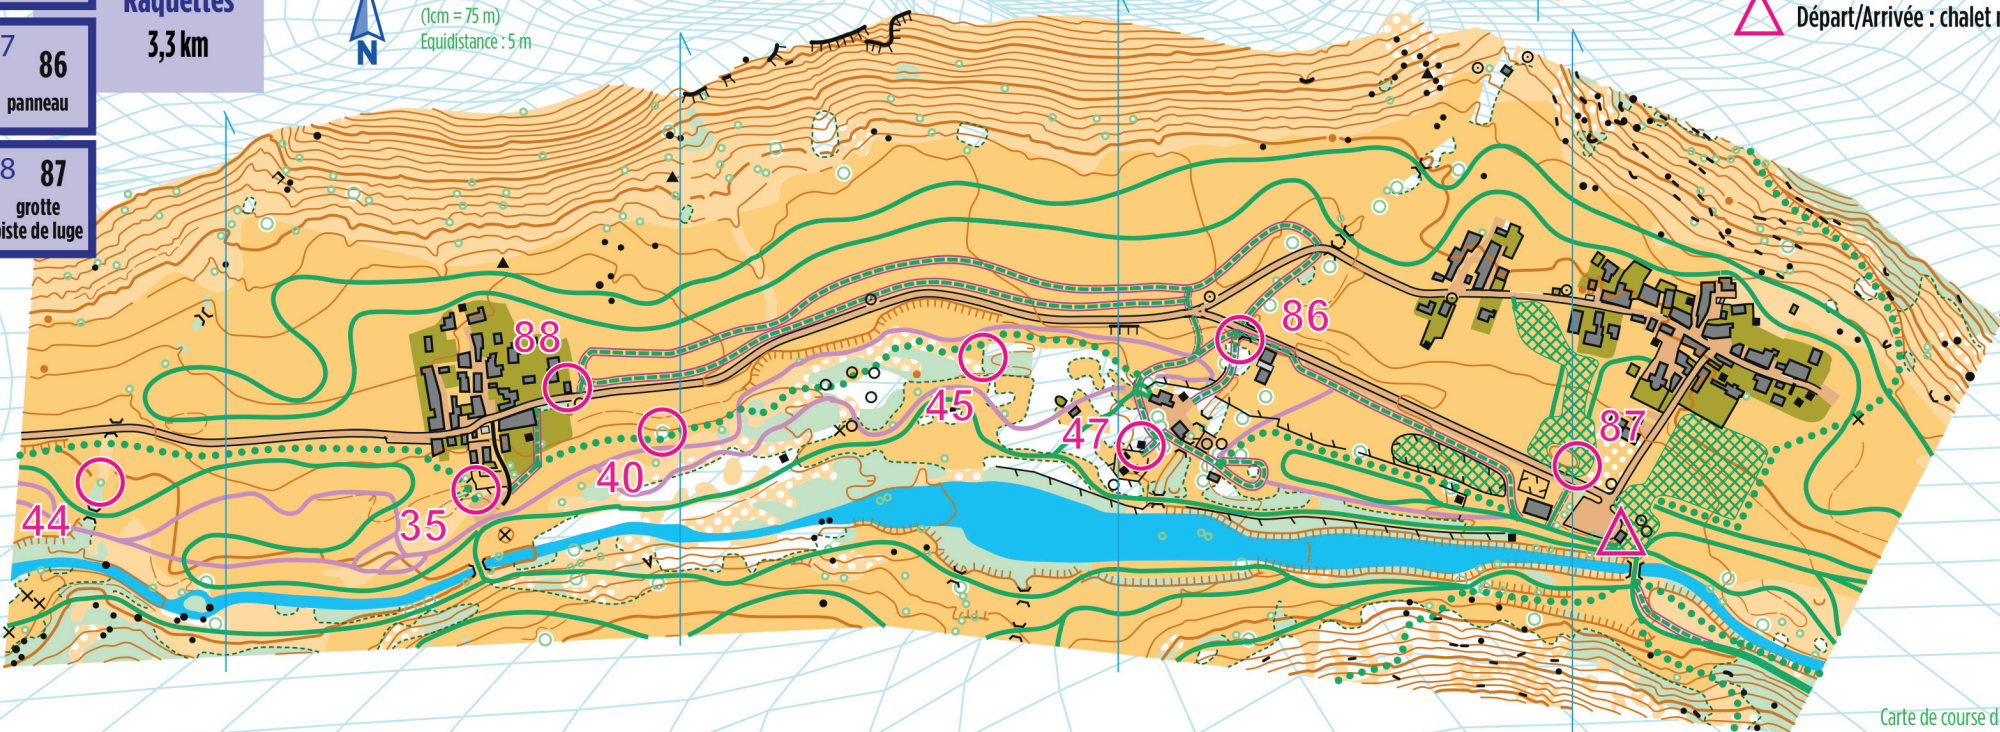 Raquettes
3,3 km
7 86
panneau
8 87
grotte
piste de luge
N
(1cm = 75 m)
Equidistance : 5 m
Départ/Arrivée : chalet
88
86
45
47
87
40
44
35
Carte de course